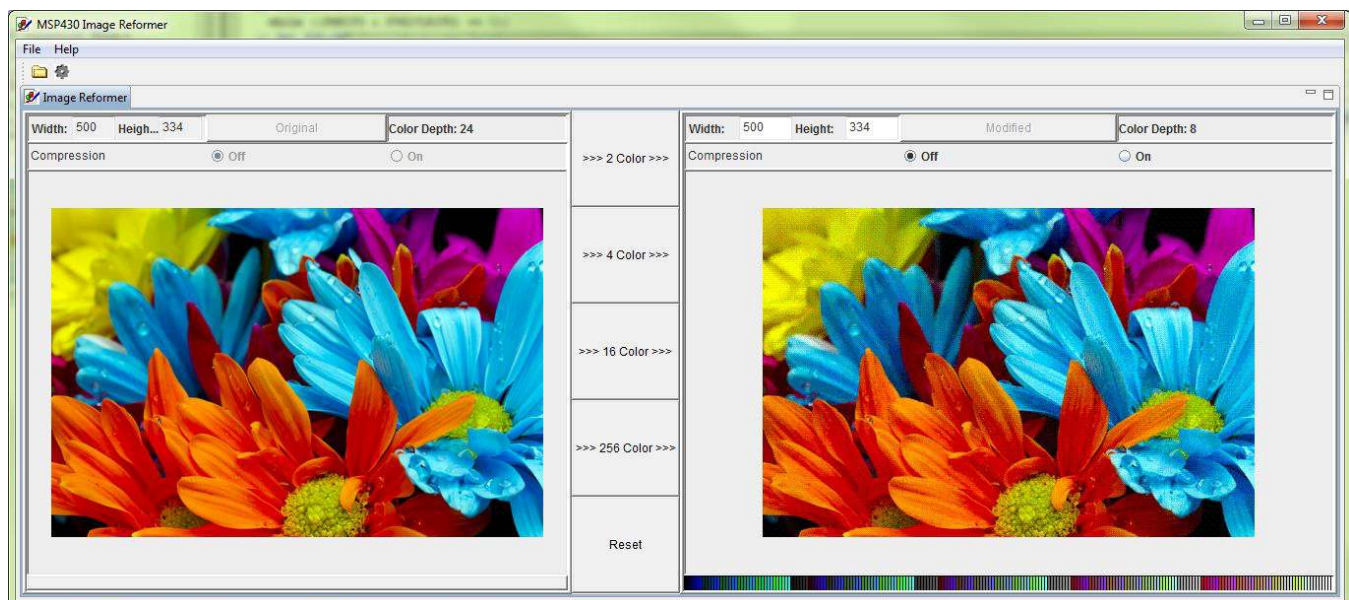 MSP430 Image Reformer
File Help
Image Reformer
Width: 500 Heigh... 334 Original Color Depth: 24
Compression Off On
>>> 2 Color >>>
>>> 4 Color >>>
>>> 16 Color >>>
>>> 256 Color >>>
Reset
Width: 500 Height: 334 Modified Color Depth: 8
Compression Off On